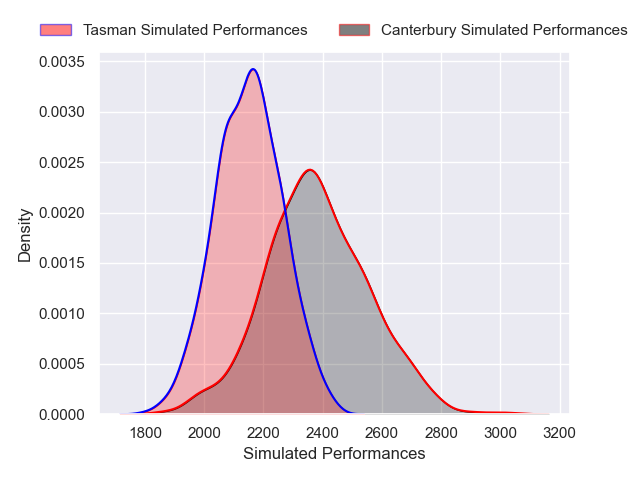 Tasman Simulated Performances Canterbury Simulated Performances
0.0035
0.0030
0.0025
0.0020
0.0015
0.0010
0.0005
0.0000
Density
1800 2000 2200 2400 2600 2800 3000 3200
Simulated Performances